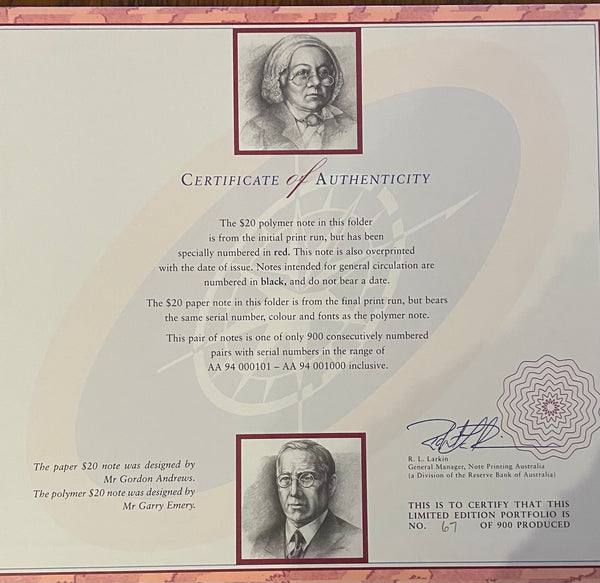 CERTIFICATE of AUTHENTICITY
The $20 polymer note in this folder
is from the initial print run, but has been
specially numbered in red. This note is also overprinted
with the date of issue. Notes intended for general circulation are
numbered in black, and do not bear a date.
The $20 paper note in this folder is from the final print run, but bears
the same serial number, colour and fonts as the polymer note.
This pair of notes is one of only 900 consecutively numbered
pairs with serial numbers in the range of
AA 94 000101 – AA 94 001000 inclusive.
The paper $20 note was designed by
Mr Gordon Andrews.
The polymer $20 note was designed by
Mr Garry Emery.
R. L. Larkin
General Manager, Note Printing Australia
(a Division of the Reserve Bank of Australia)
THIS IS TO CERTIFY THAT THIS
LIMITED EDITION PORTFOLIO IS
NO. 67 OF 900 PRODUCED